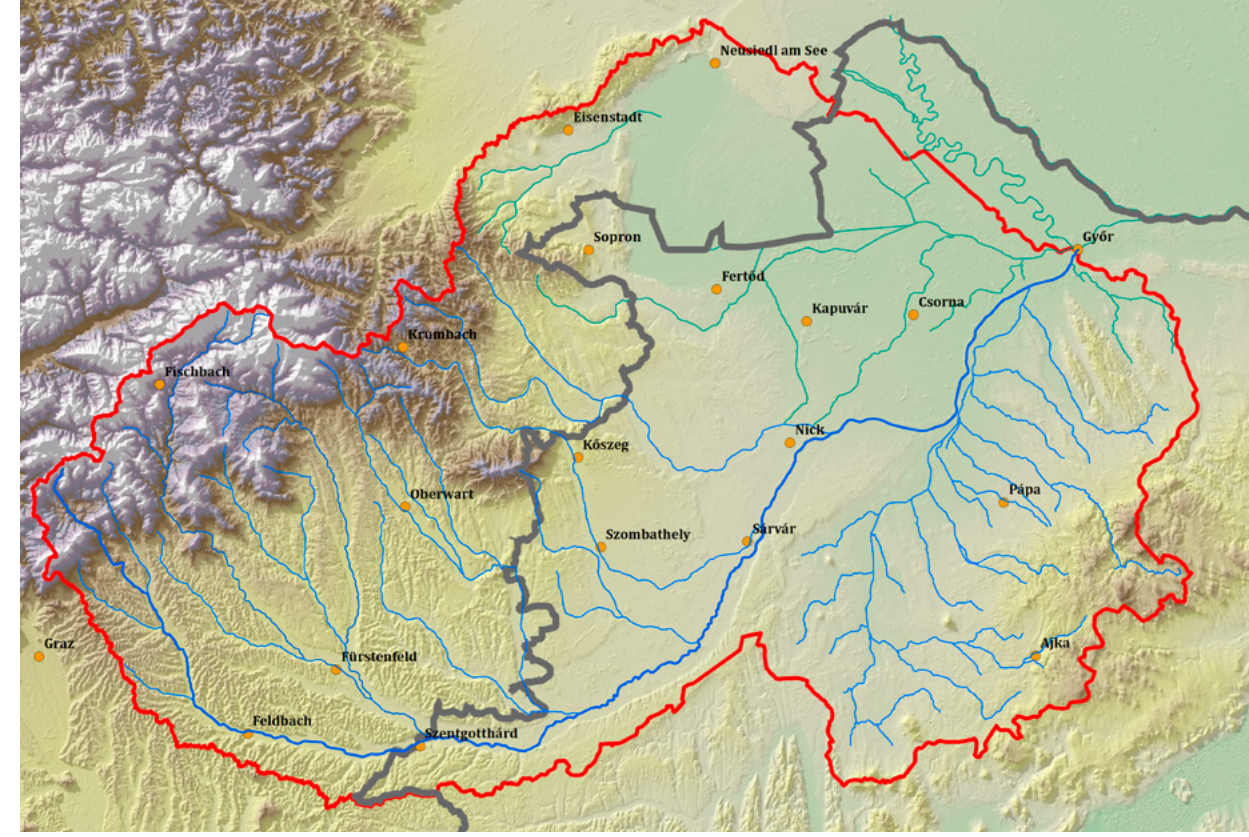 Neusiedl am See
Eisenstadt
Sopron
Győr
Fertőd
Kapuvár
Csorna
Krumbach
Fischbach
Nick
Kőszeg
Oberwart
Pápa
Szombathely
Sárvár
Graz
Fürstenfeld
Ajka
Feldbach
Szentgotthárd